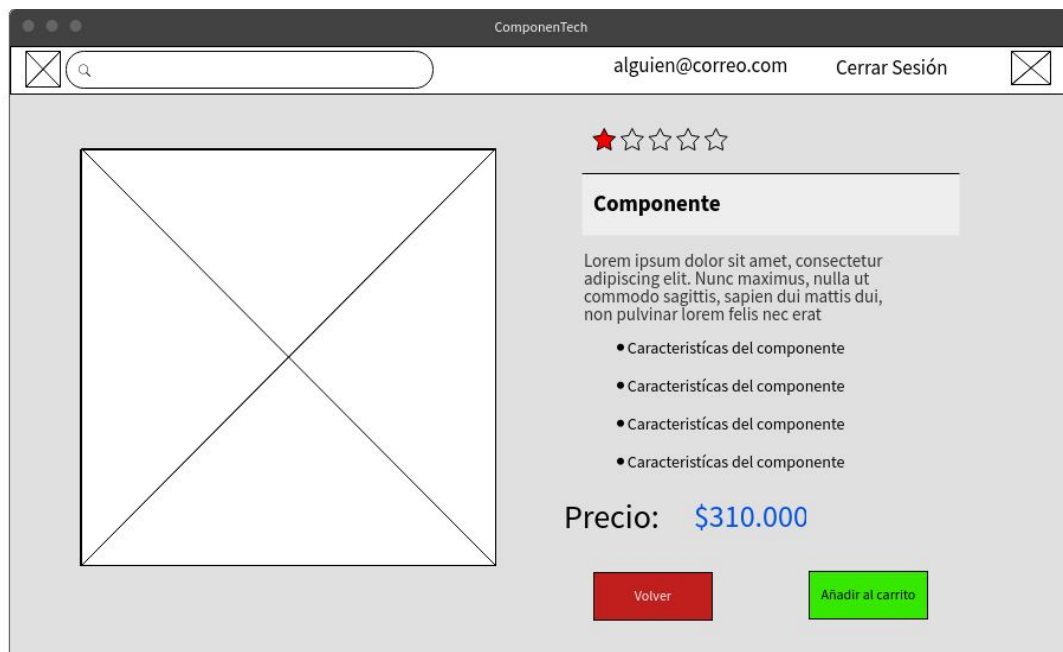 ComponenTech
alguien@correo.com
Cerrar Sesión
Componente
Lorem ipsum dolor sit amet, consectetur
adipiscing elit. Nunc maximus, nulla ut
commodo sagittis, sapien dui mattis dui,
non pulvinar lorem felis nec erat
Caracteristícas del componente
Caracteristícas del componente
Caracteristícas del componente
Caracteristícas del componente
Precio: $310.000
Volver
Añadir al carrito